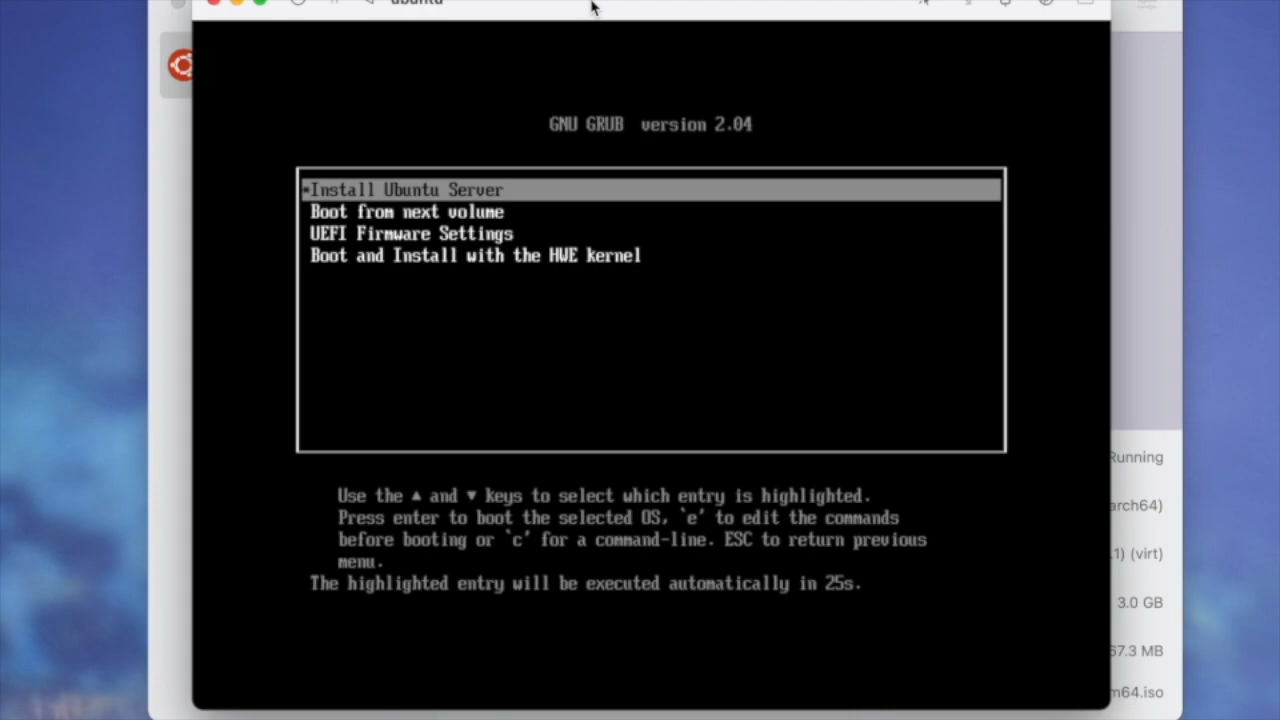 ubuntu
GNU GRUB version 2.04
*Install Ubuntu Server
Boot from next volume
UEFI Firmware Settings
Boot and Install with the HWE kernel
Use the ▲ and ▼ keys to select which entry is highlighted.
Press enter to boot the selected OS, `e' to edit the commands
before booting or `c' for a command-line. ESC to return previous
menu.
The highlighted entry will be executed automatically in 25s.
Running
arch64)
.1) (virt)
3.0 GB
67.3 MB
m64.iso